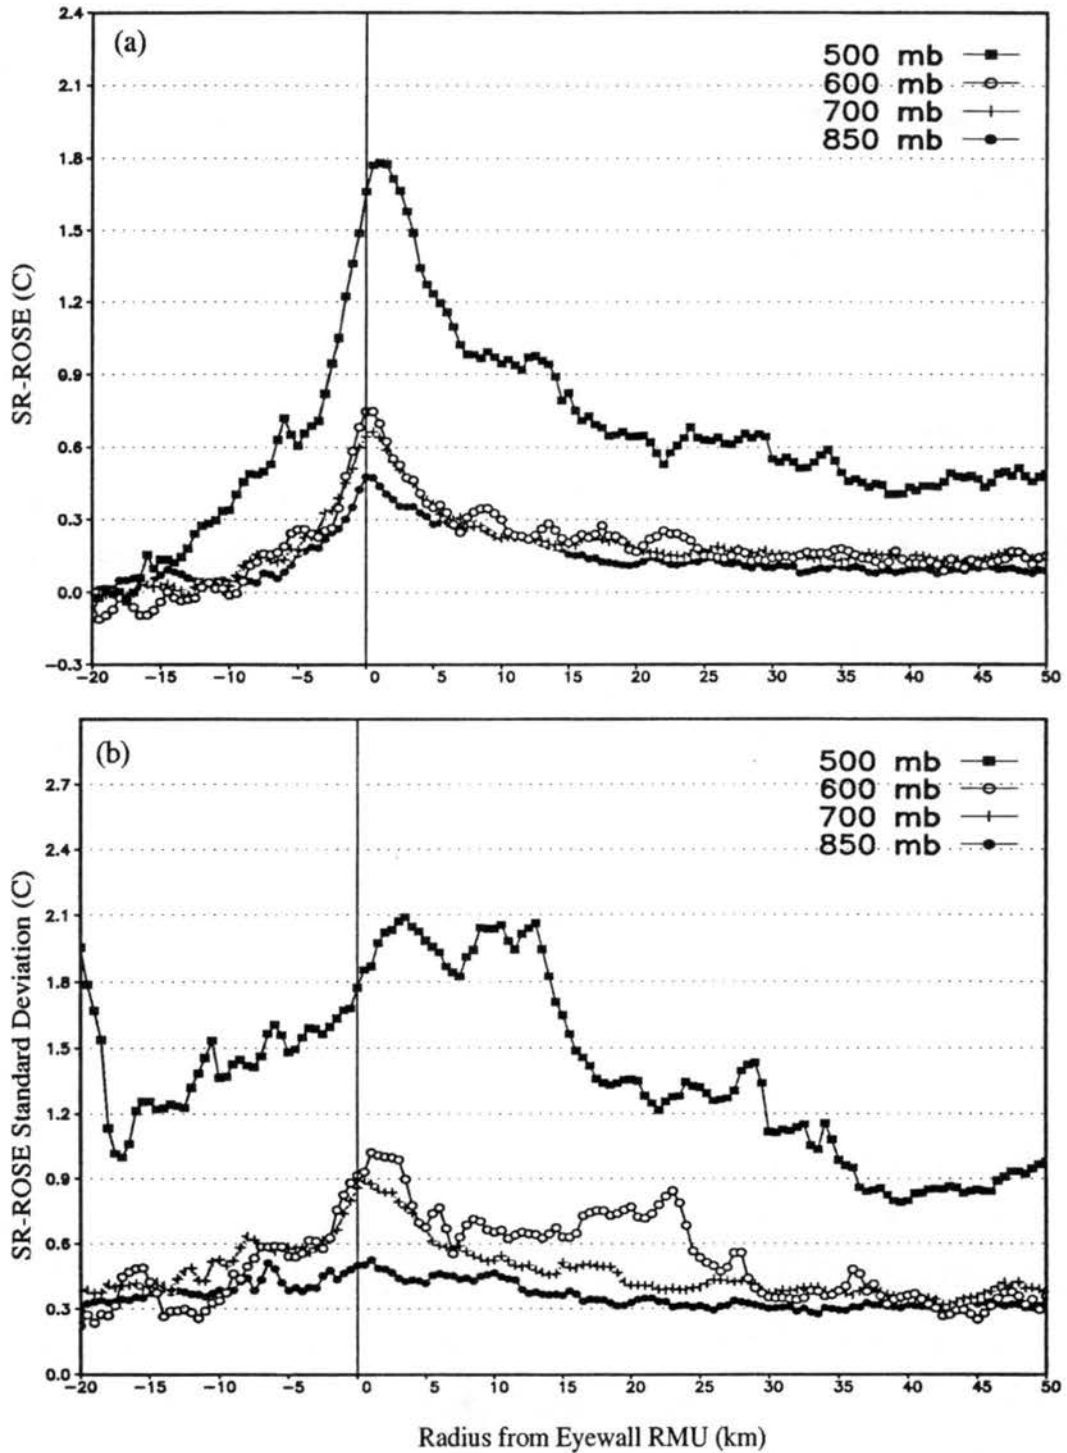 (a)
500 mb
600 mb
700 mb
850 mb
SR-ROSE (C)
2.4
2.1
1.8
1.5
1.2
0.9
0.6
0.3
0.0
−0.3
−20 −15 −10 −5 0 5 10 15 20 25 30 35 40 45 50
(b)
500 mb
600 mb
700 mb
850 mb
SR-ROSE Standard Deviation (C)
2.7
2.4
2.1
1.8
1.5
1.2
0.9
0.6
0.3
0.0
−20 −15 −10 −5 0 5 10 15 20 25 30 35 40 45 50
Radius from Eyewall RMU (km)